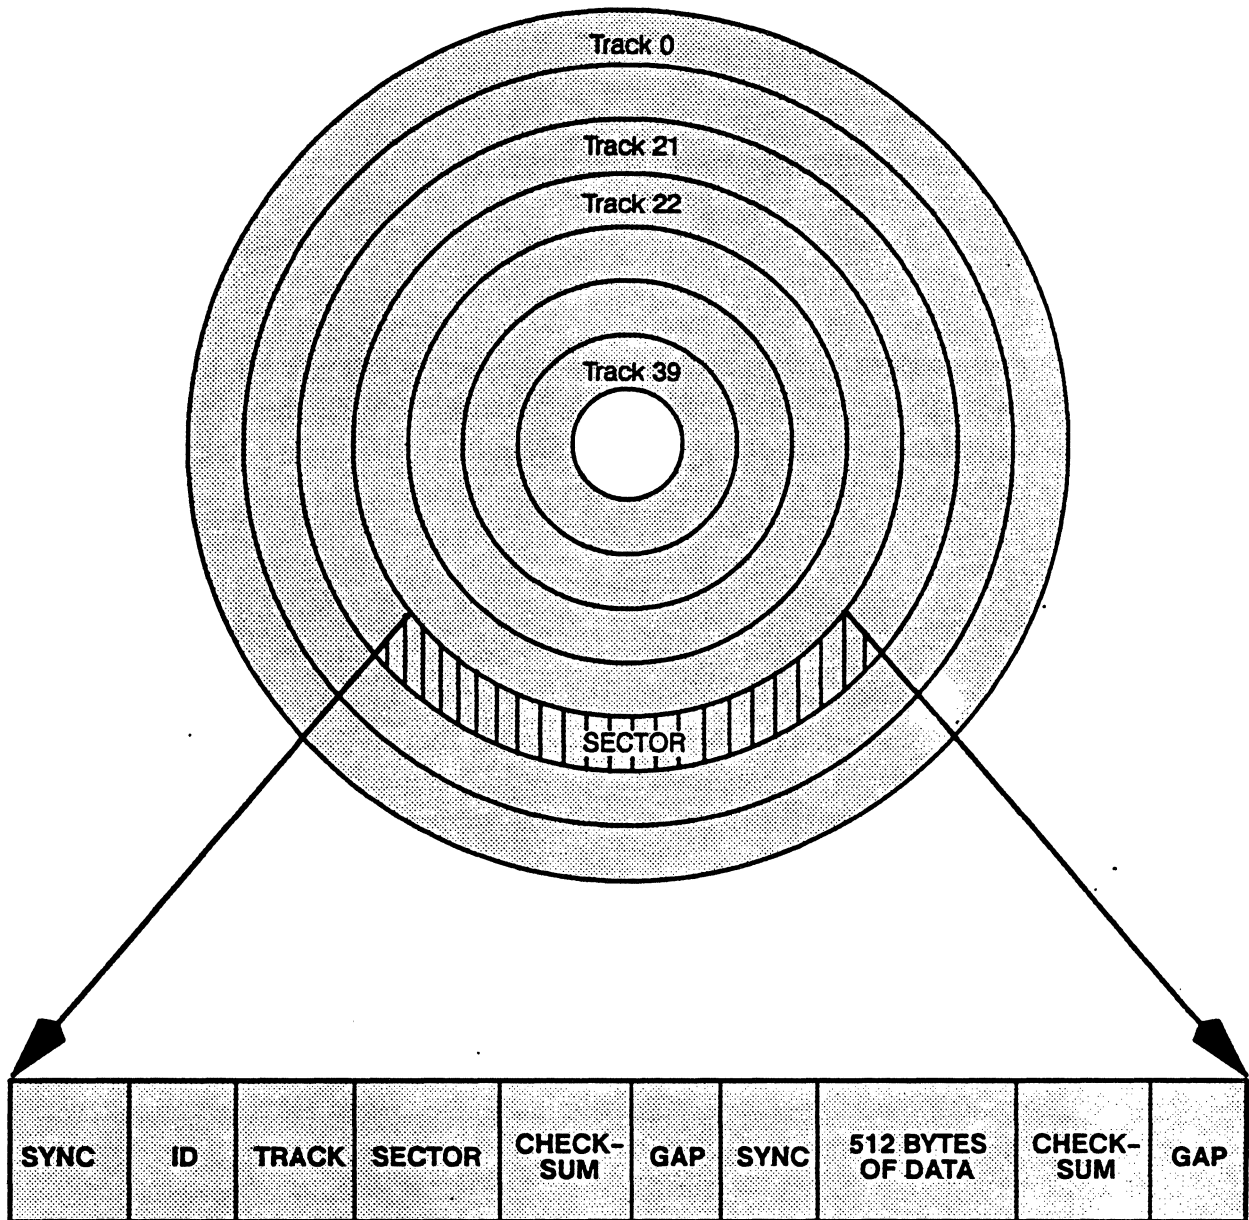 Track 0
Track 21
Track 22
Track 39
SECTOR
SYNC
ID
TRACK
SECTOR
CHECK-
SUM
GAP
SYNC
512 BYTES
OF DATA
CHECK-
SUM
GAP